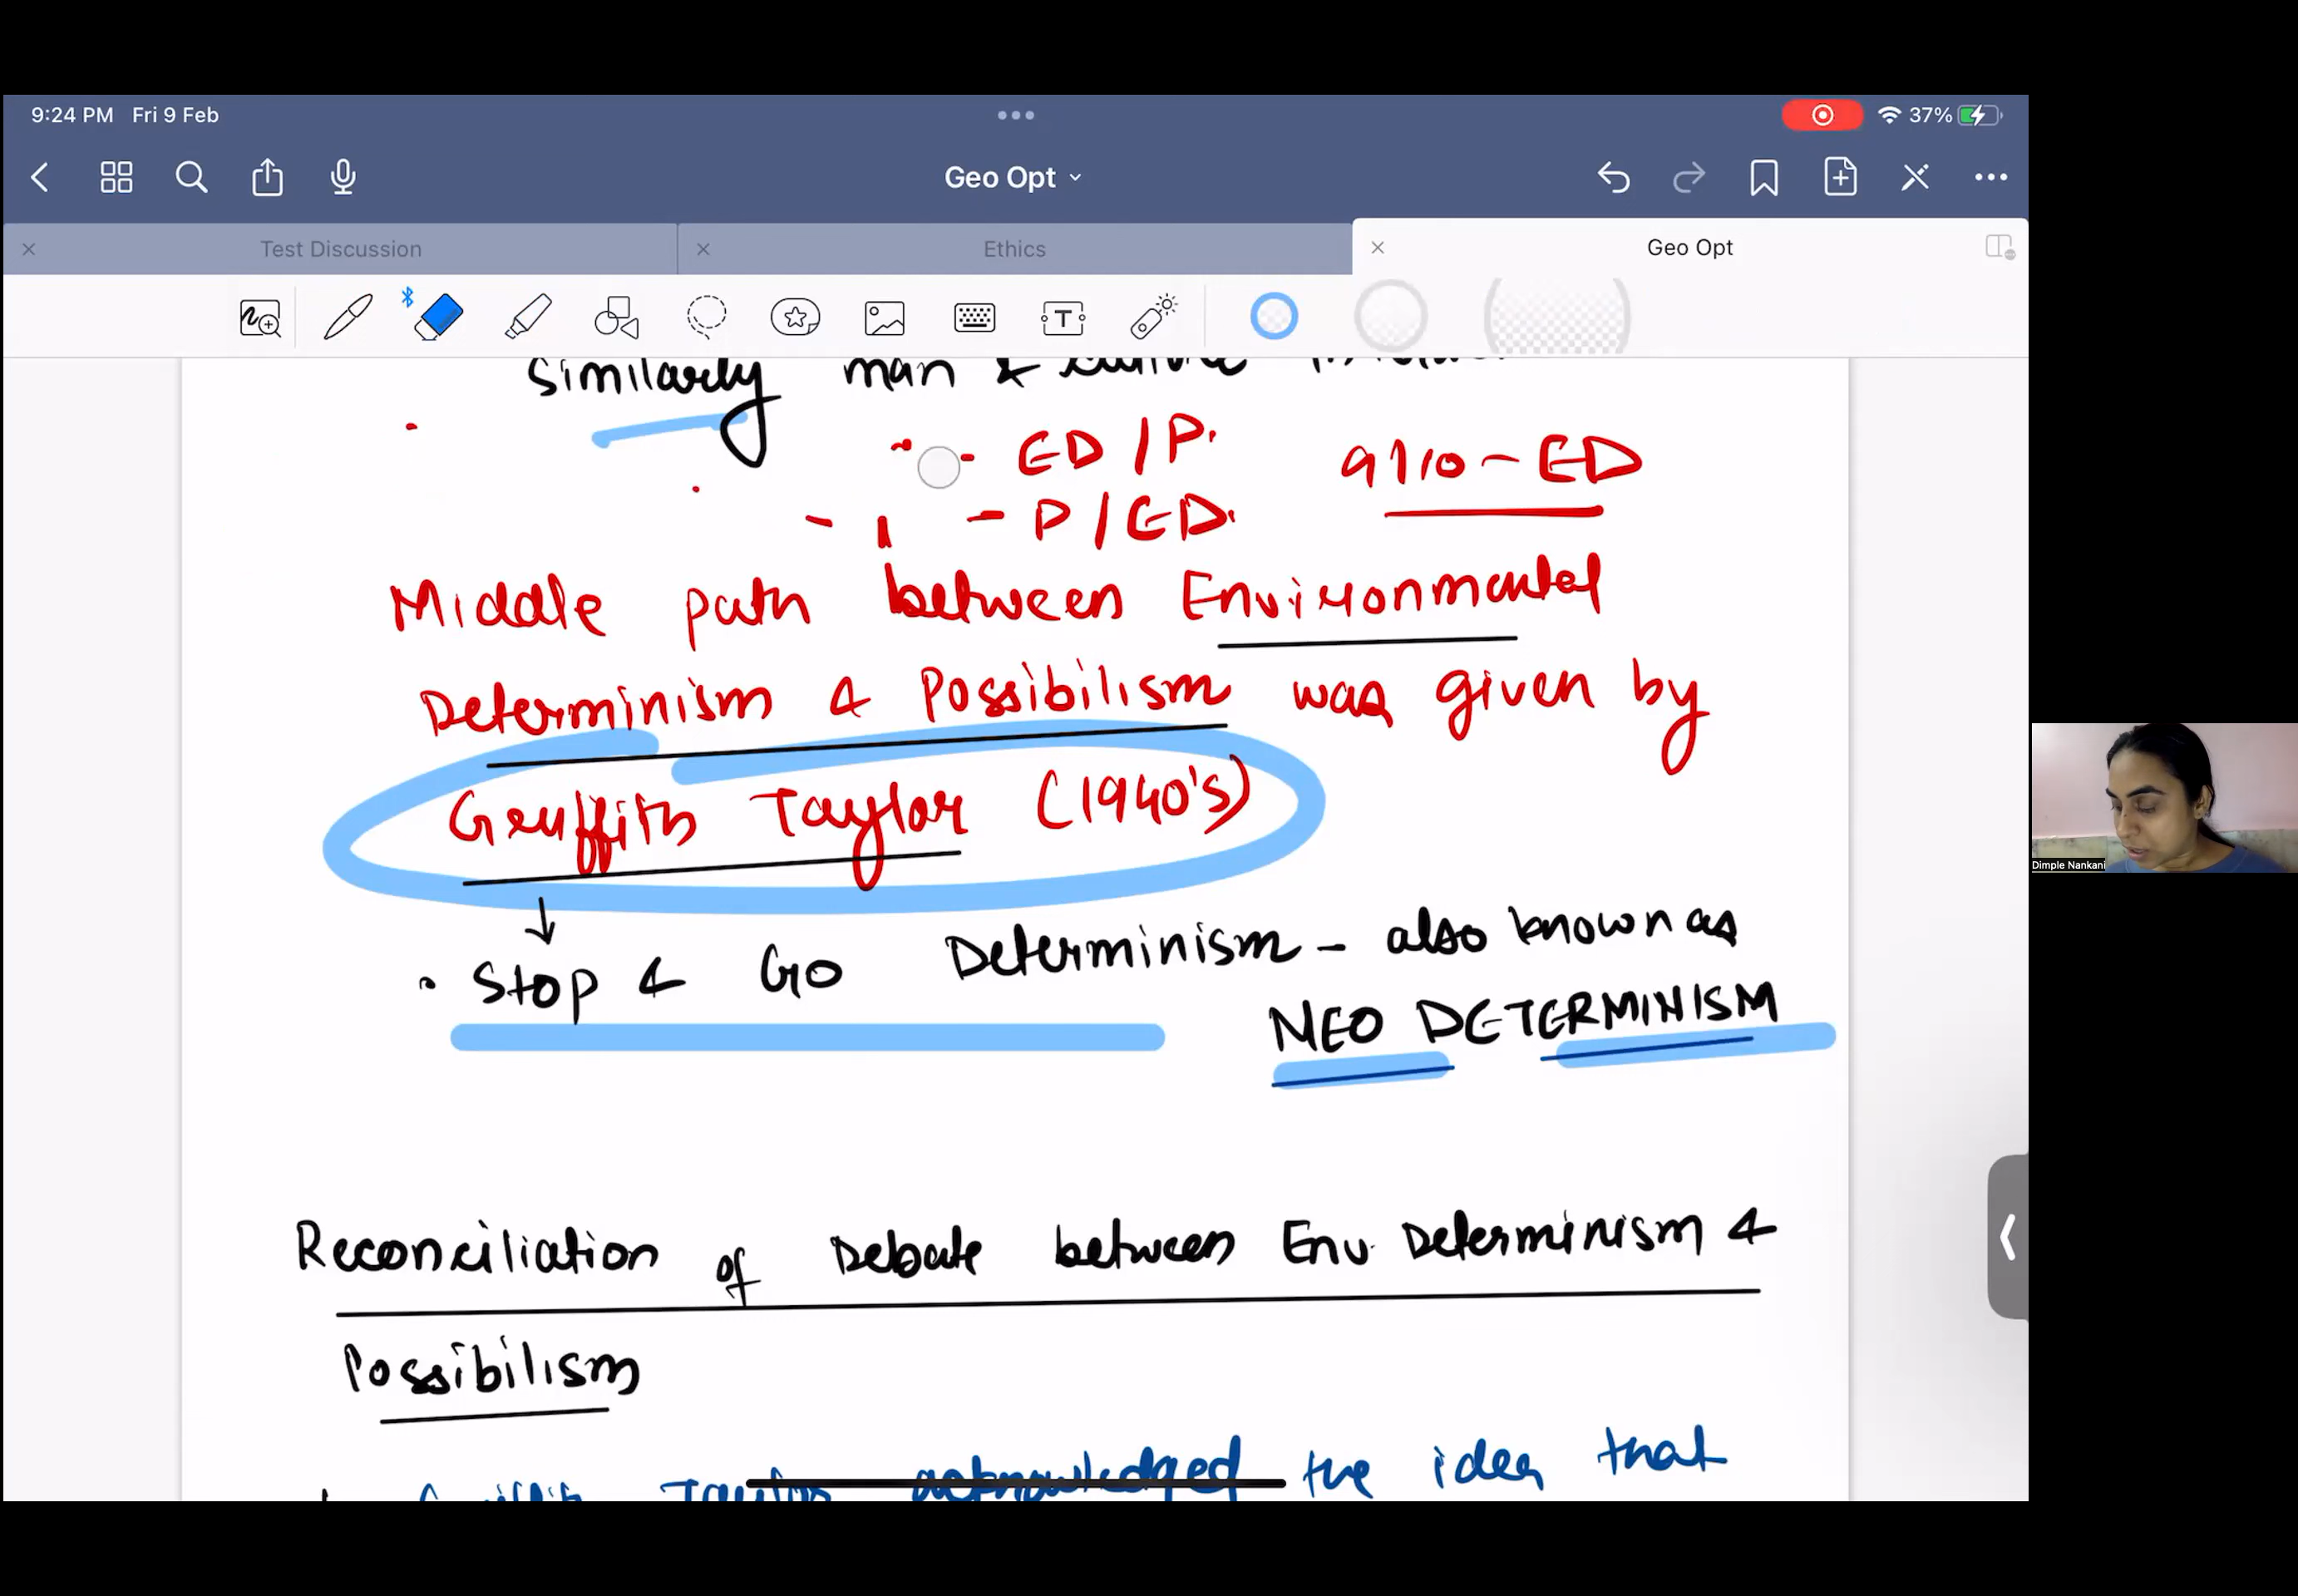 9:24 PM Fri 9 Feb
37%
Geo Opt
Test Discussion
Ethics
Geo Opt
T
Similarly man &
- ED / P.
9/10 - ED
- P / ED.
Middle path between Environmental
Determinism & Possibilism was given by
Griffith Taylor (1940's)
Dimple Nankani
• Stop & Go Determinism - also known as
NEO DETERMINISM
Reconciliation of Debate between Env. Determinism &
Possibilism
Taylor acknowledged the idea that